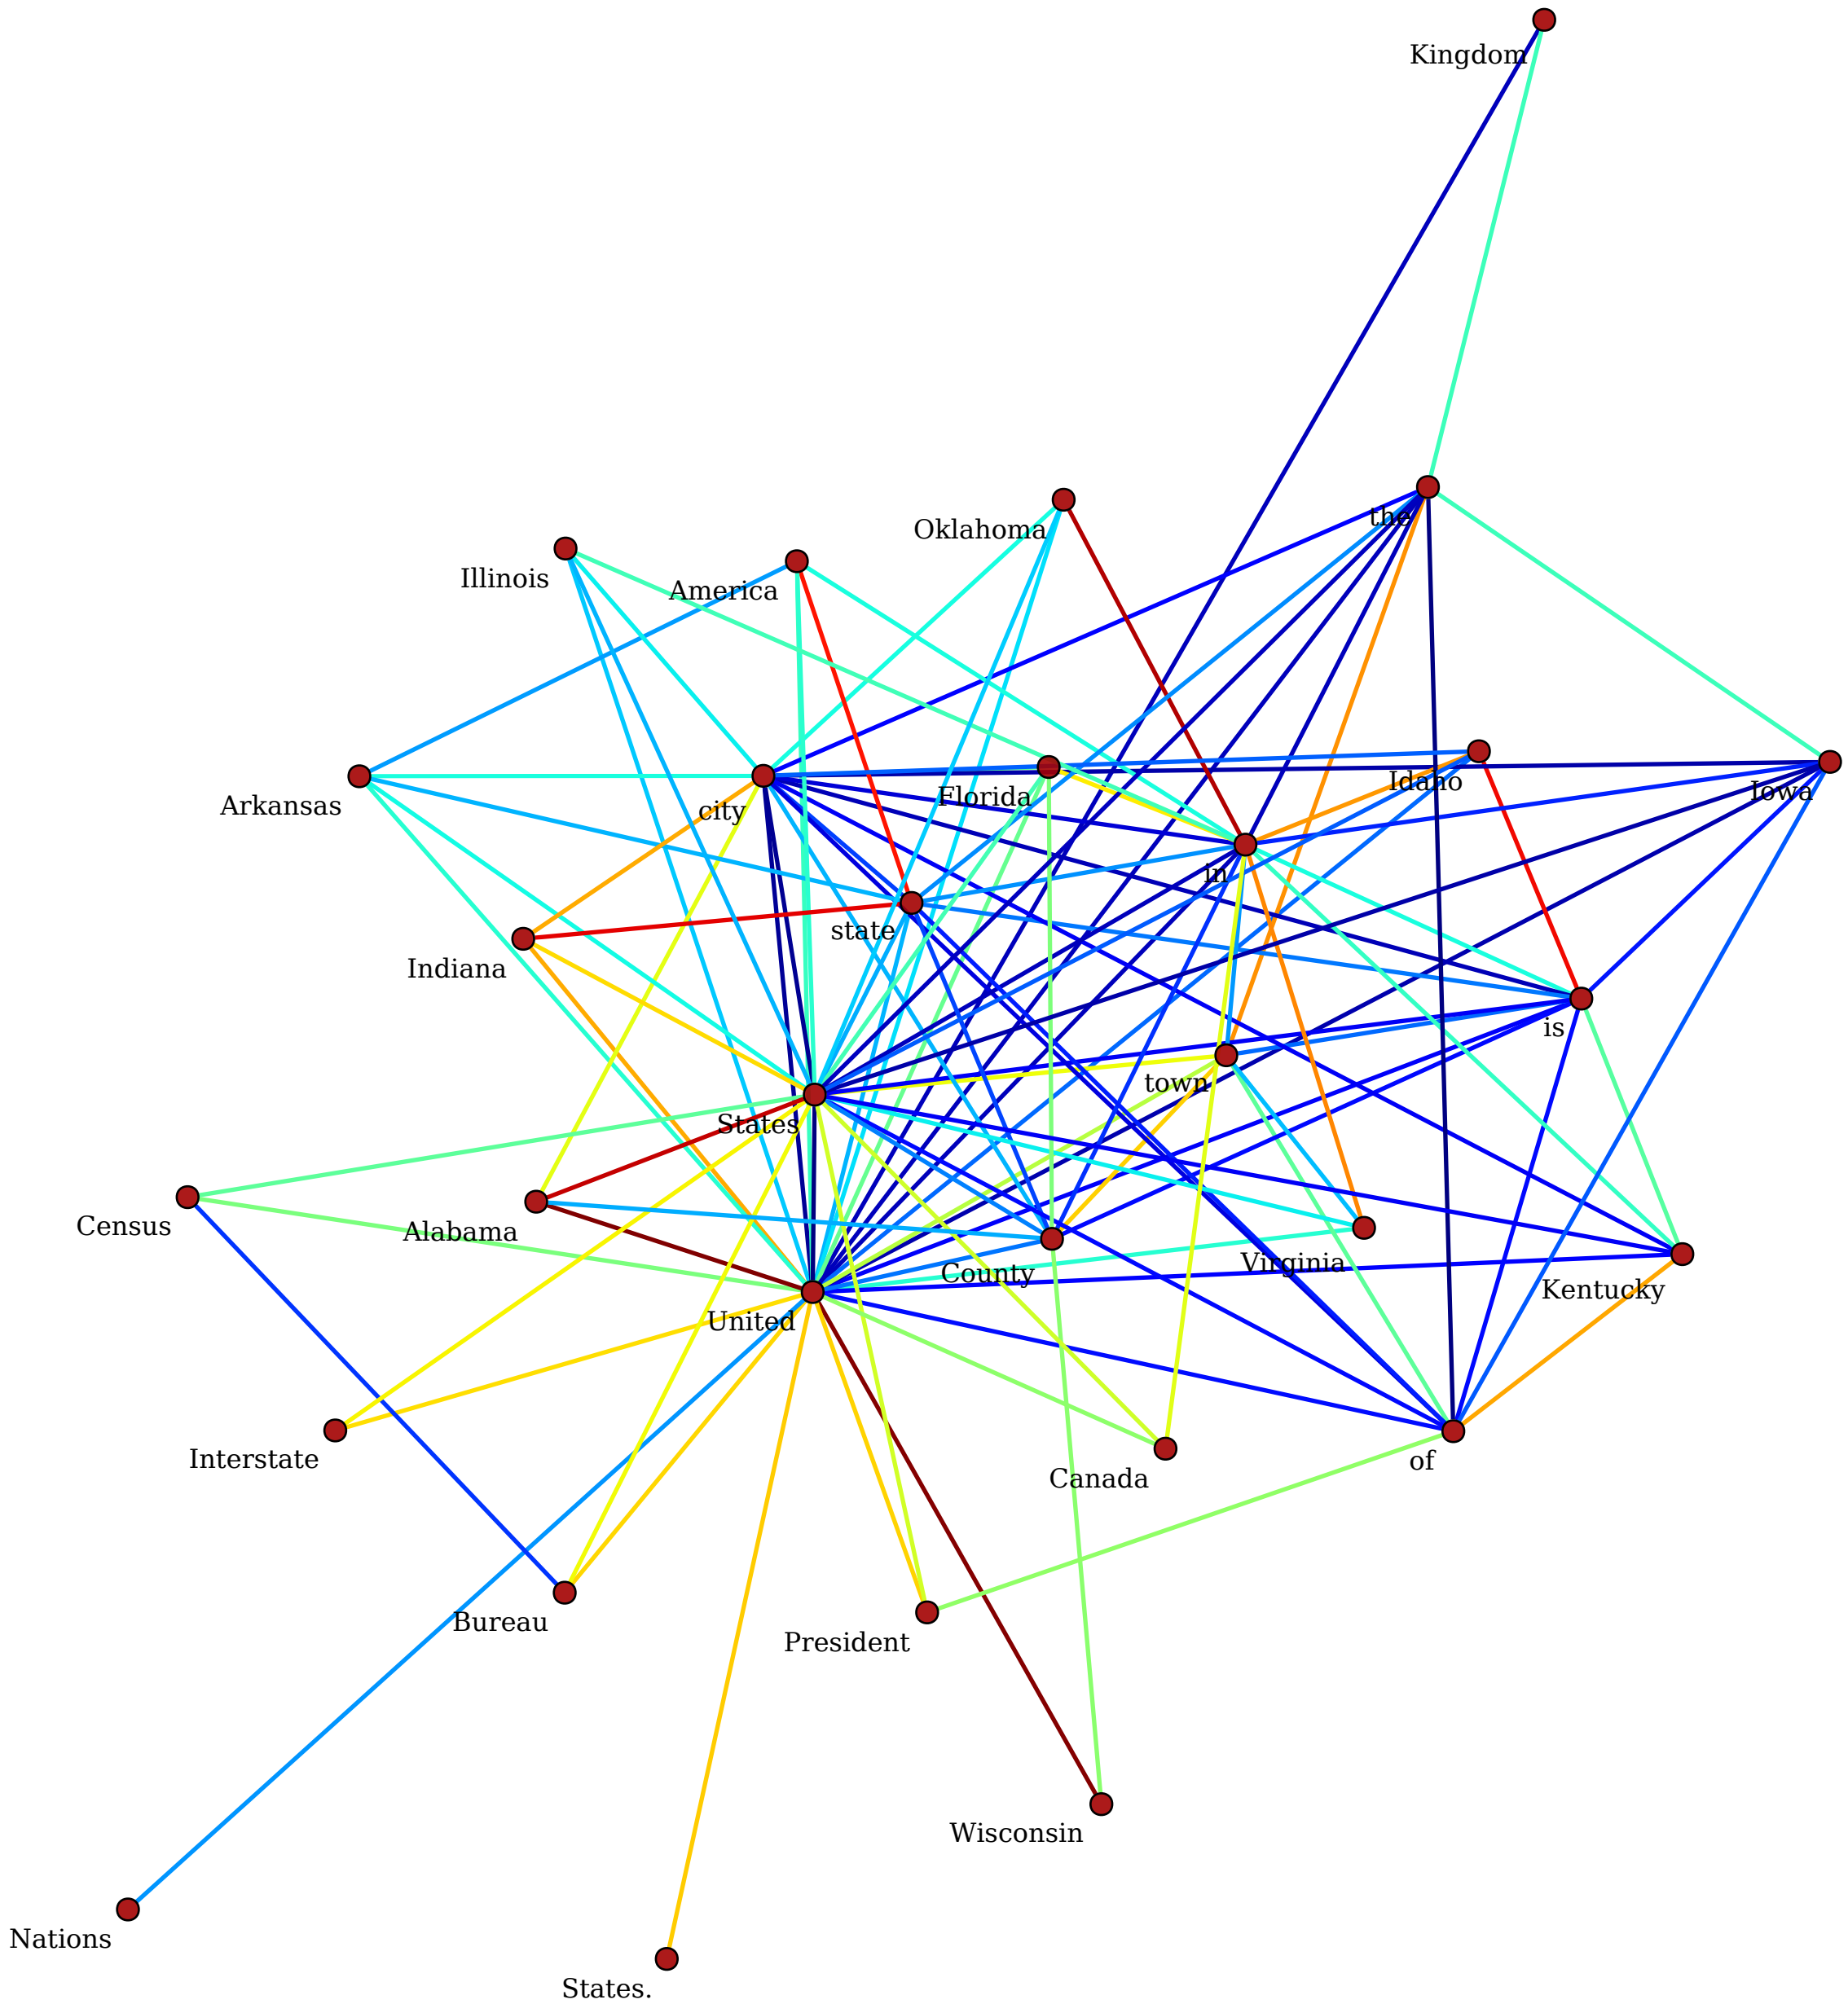 Kingdom
the
Oklahoma
Illinois
America
Idaho
Iowa
Florida
Arkansas
city
in
state
Indiana
is
town
States
Census
Alabama
Virginia
County
Kentucky
United
Interstate
of
Canada
Bureau
President
Wisconsin
Nations
States.